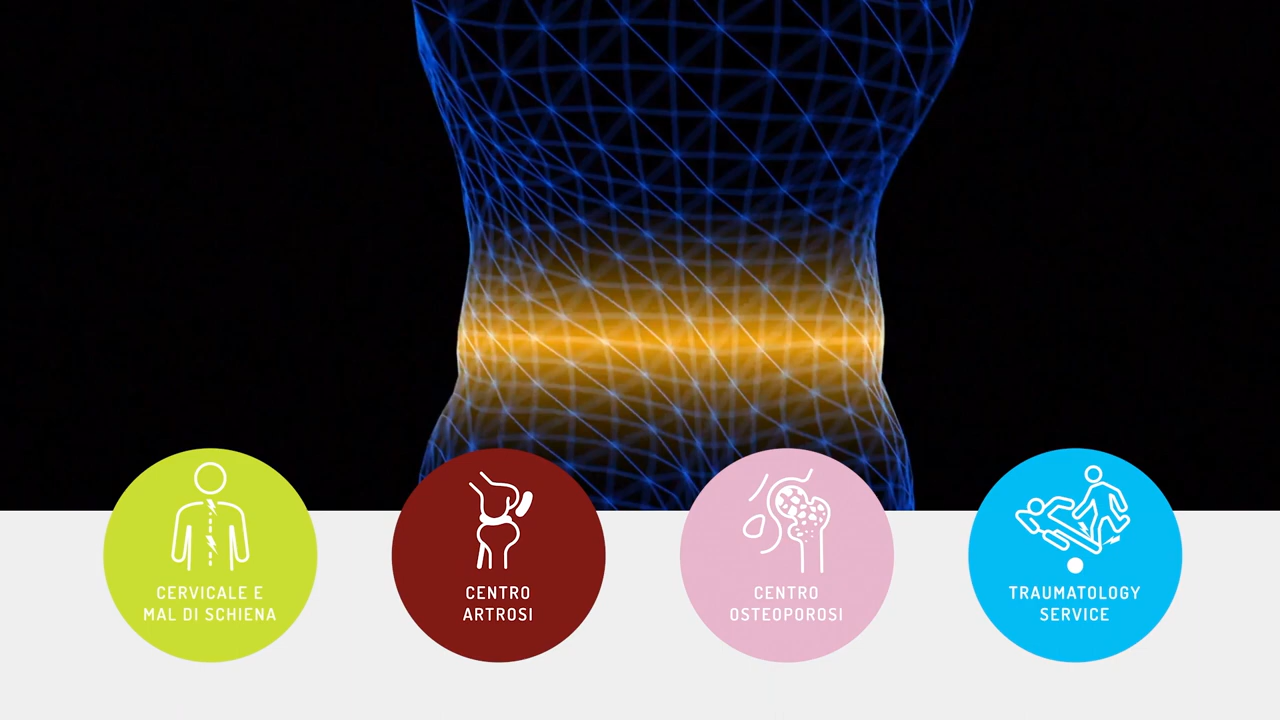 CERVICALE E
MAL DI SCHIENA
CENTRO
ARTROSI
CENTRO
OSTEOPOROSI
TRAUMATOLOGY
SERVICE